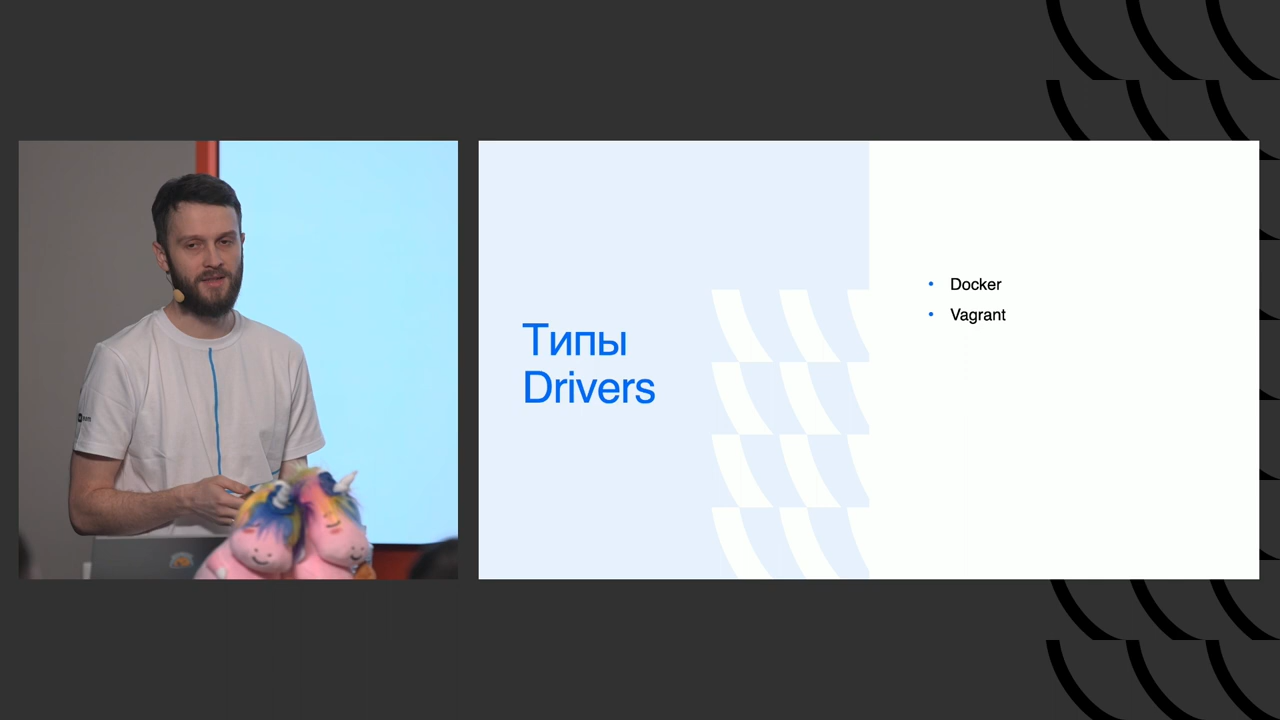 Типы
Drivers
• Docker
• Vagrant